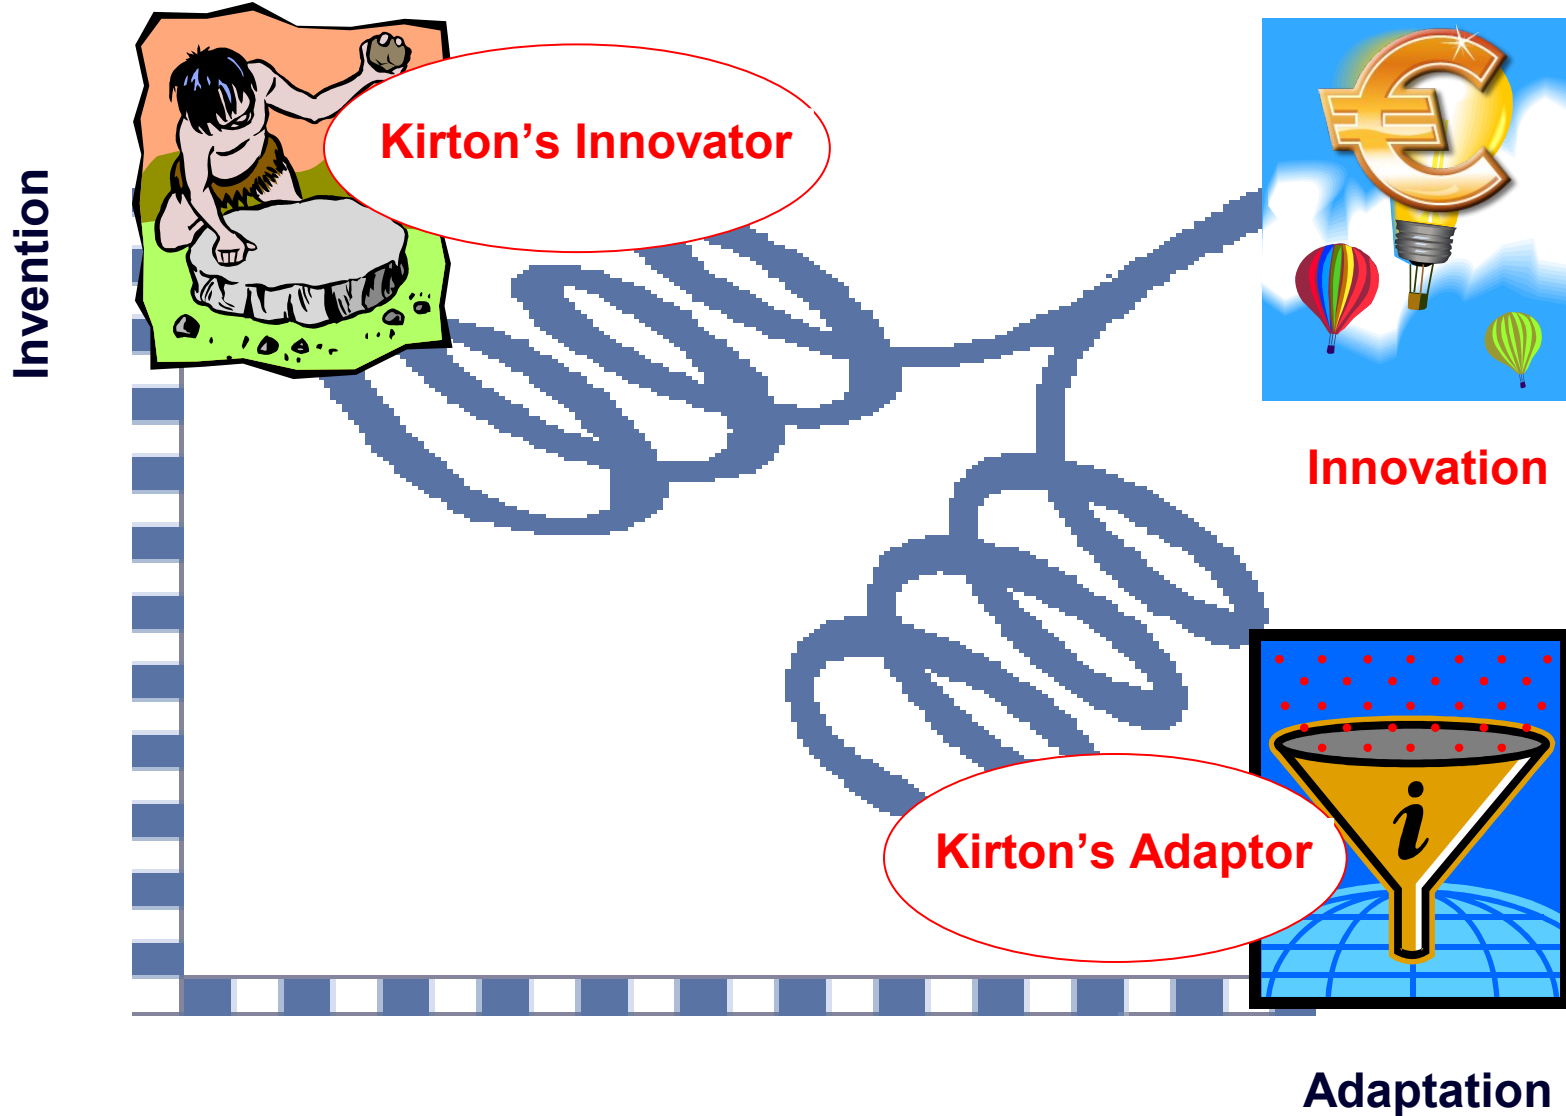 Kirton’s Innovator
Invention
€
Innovation
i
Kirton’s Adaptor
Adaptation